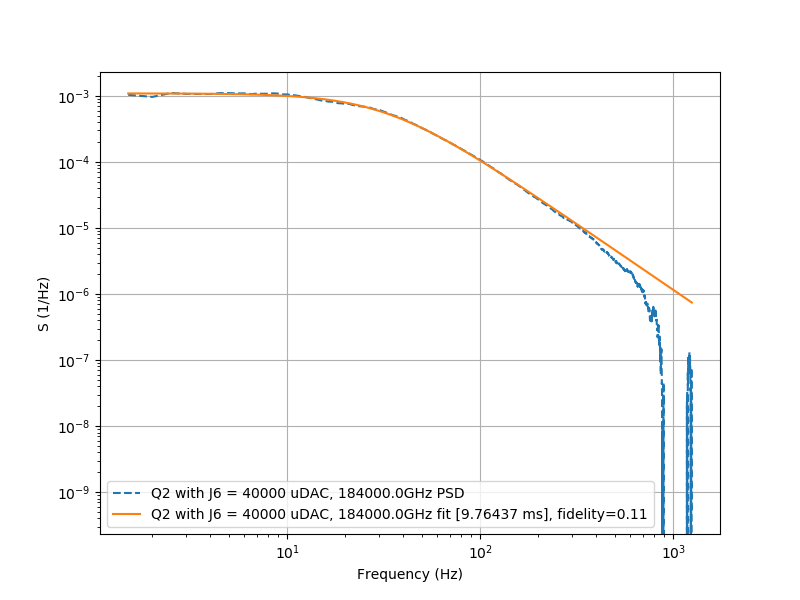 10⁻³
10⁻⁴
10⁻⁵
10⁻⁶
10⁻⁷
10⁻⁸
10⁻⁹
S (1/Hz)
Q2 with J6 = 40000 uDAC, 184000.0GHz PSD
Q2 with J6 = 40000 uDAC, 184000.0GHz fit [9.76437 ms], fidelity=0.11
10¹ 10² 10³
Frequency (Hz)